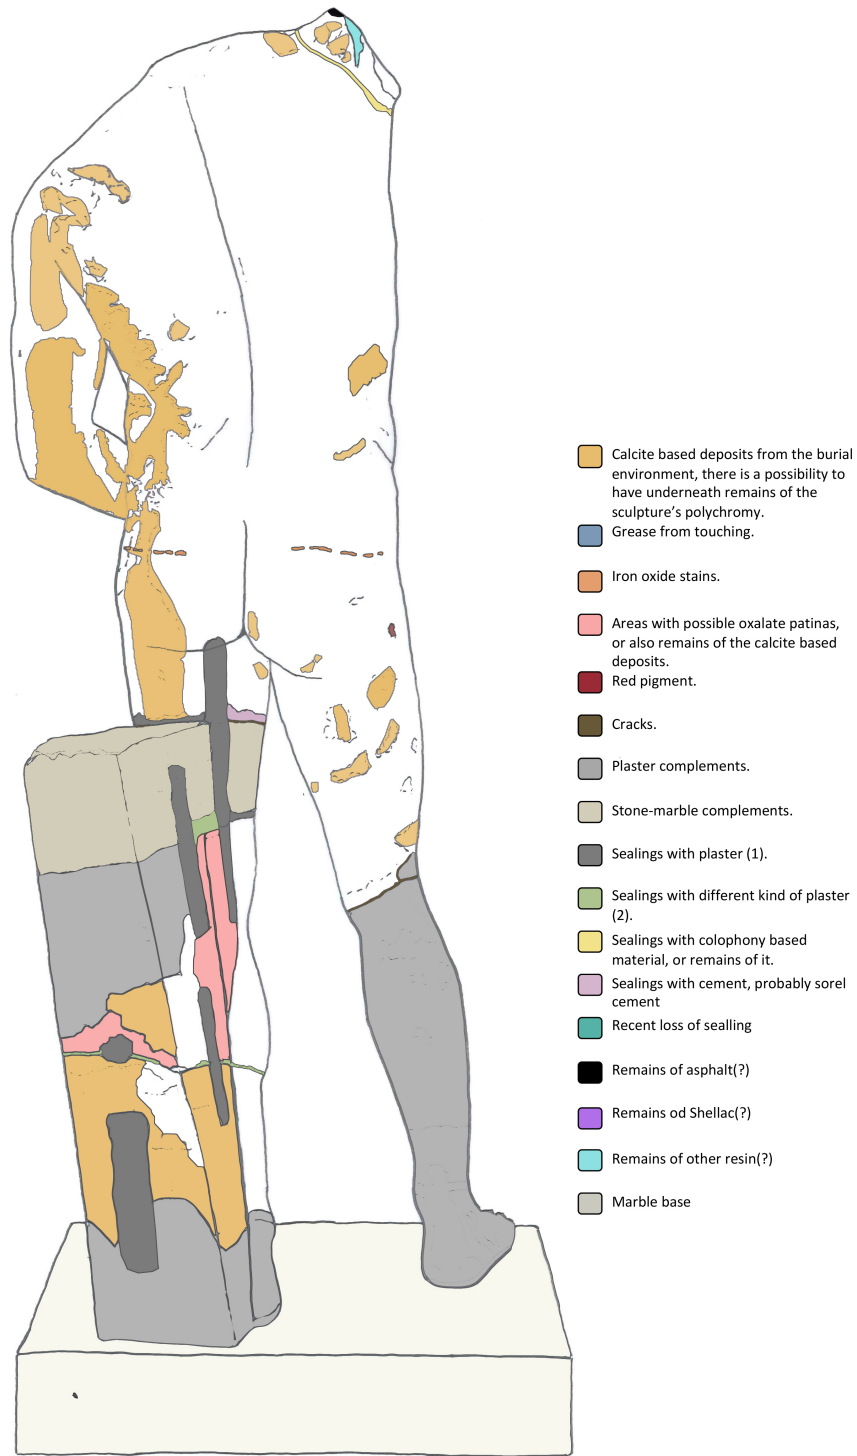 Calcite based deposits from the burial
environment, there is a possibility to
have underneath remains of the
sculpture's polychromy.
Grease from touching.
Iron oxide stains.
Areas with possible oxalate patinas,
or also remains of the calcite based
deposits.
Red pigment.
Cracks.
Plaster complements.
Stone-marble complements.
Sealings with plaster (1).
Sealings with different kind of plaster
(2).
Sealings with colophony based
material, or remains of it.
Sealings with cement, probably sorel
cement
Recent loss of sealling
Remains of asphalt(?)
Remains od Shellac(?)
Remains of other resin(?)
Marble base